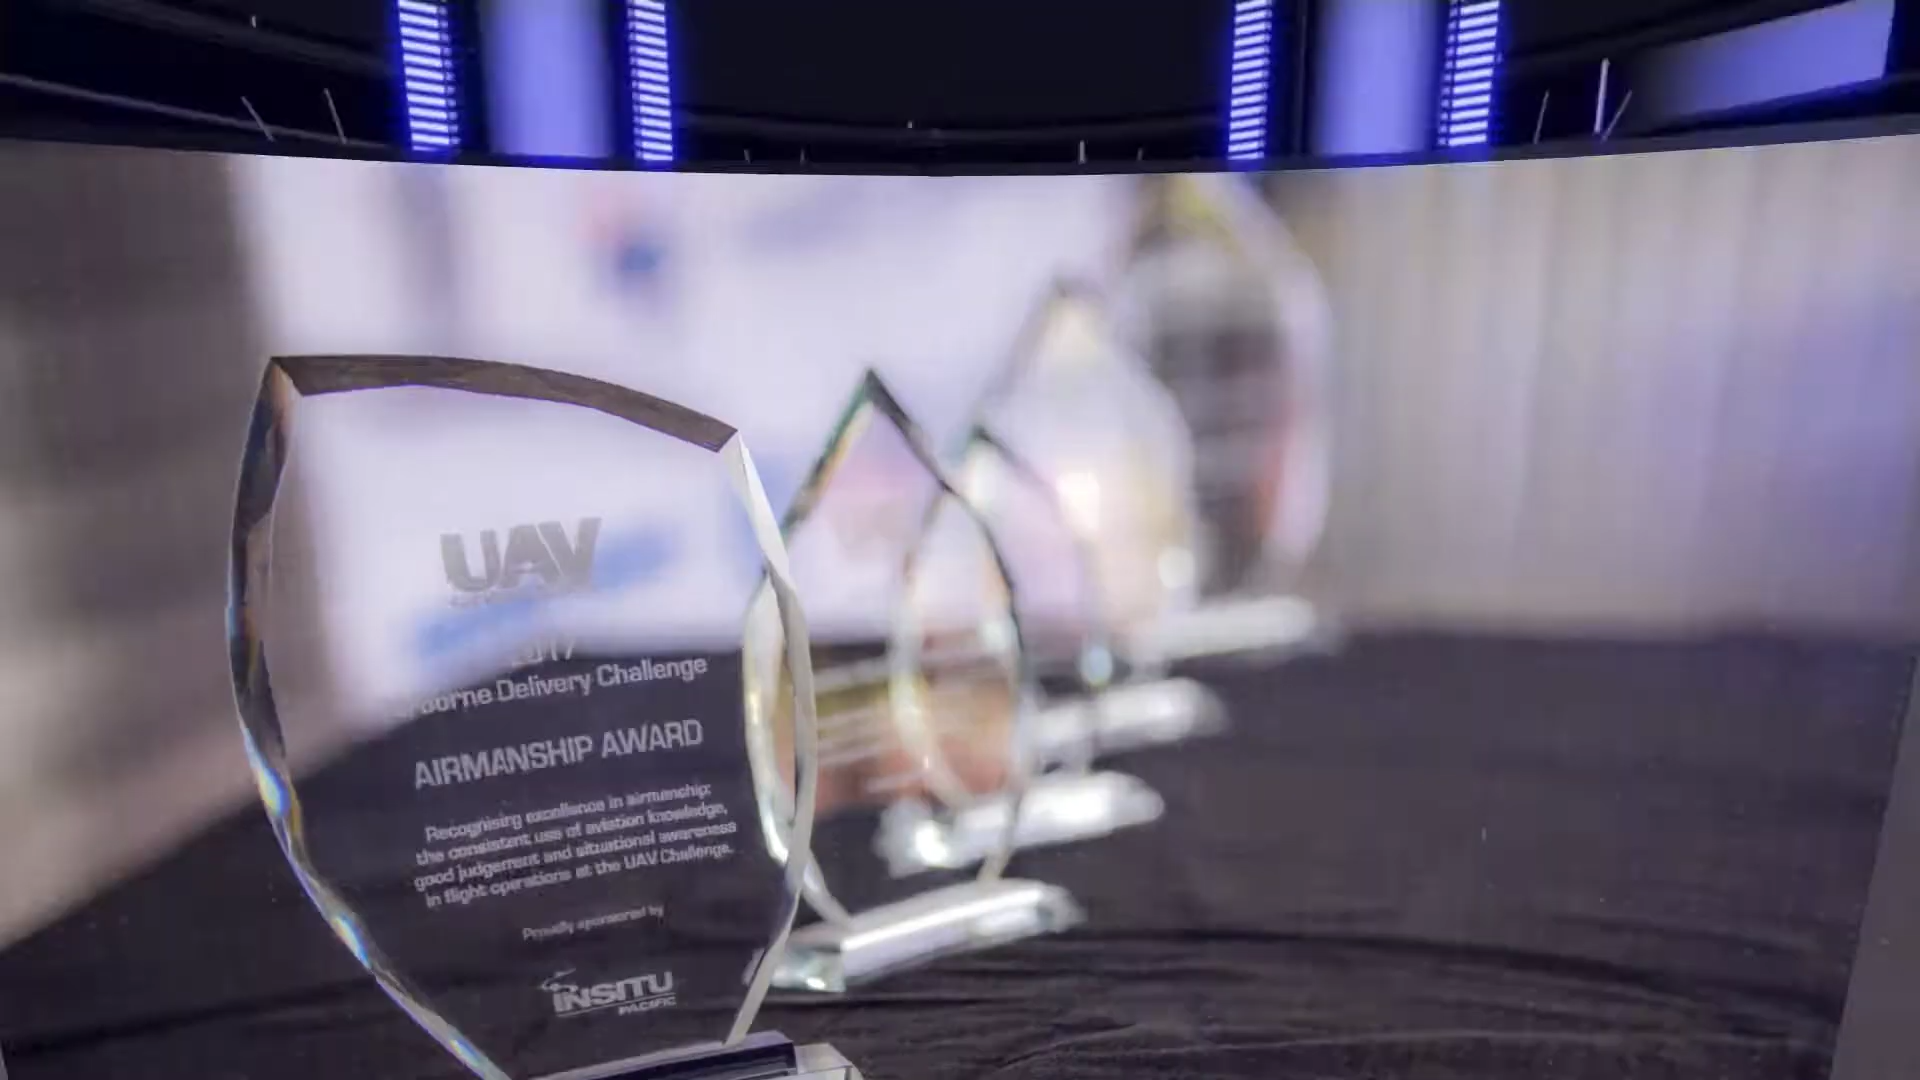 UAV
2017
Delivery Challenge
AIRMANSHIP AWARD
Recognising excellence in airmanship:
the consistent use of aviation knowledge,
good judgement and situational awareness
in flight operations at the UAV Challenge.
Proudly sponsored by
INSITU
PACIFIC